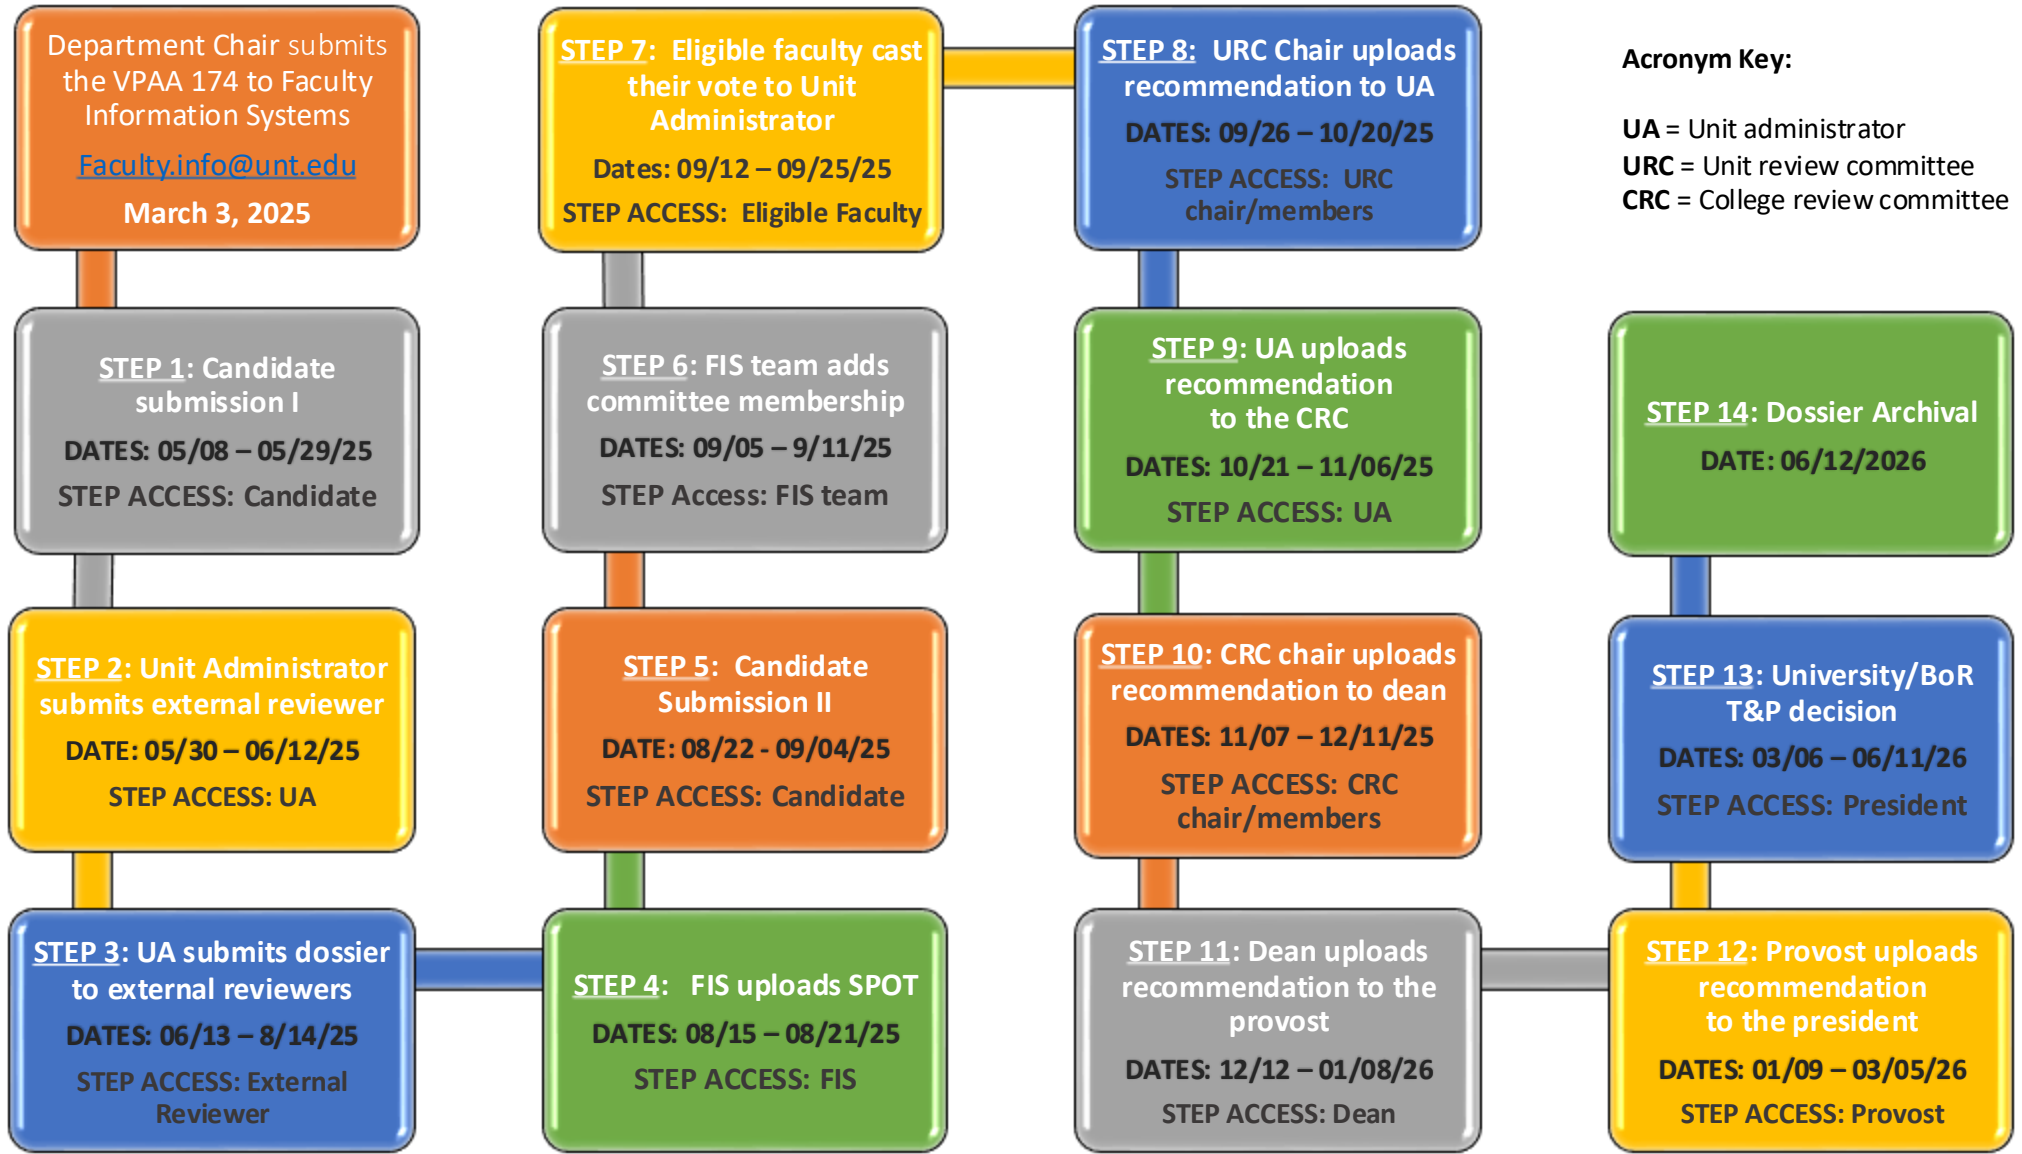 Department Chair submits
the VPAA 174 to Faculty
Information Systems
Faculty.info@unt.edu
March 3, 2025
STEP 1: Candidate
submission I
DATES: 05/08 – 05/29/25
STEP ACCESS: Candidate
STEP 2: Unit Administrator
submits external reviewer
DATE: 05/30 – 06/12/25
STEP ACCESS: UA
STEP 3: UA submits dossier
to external reviewers
DATES: 06/13 – 8/14/25
STEP ACCESS: External
Reviewer
STEP 4: FIS uploads SPOT
DATES: 08/15 – 08/21/25
STEP ACCESS: FIS
STEP 5: Candidate
Submission II
DATE: 08/22 - 09/04/25
STEP ACCESS: Candidate
STEP 6: FIS team adds
committee membership
DATES: 09/05 – 9/11/25
STEP Access: FIS team
STEP 7: Eligible faculty cast
their vote to Unit
Administrator
Dates: 09/12 – 09/25/25
STEP ACCESS: Eligible Faculty
STEP 8: URC Chair uploads
recommendation to UA
DATES: 09/26 – 10/20/25
STEP ACCESS: URC
chair/members
STEP 9: UA uploads
recommendation
to the CRC
DATES: 10/21 – 11/06/25
STEP ACCESS: UA
STEP 10: CRC chair uploads
recommendation to dean
DATES: 11/07 – 12/11/25
STEP ACCESS: CRC
chair/members
STEP 11: Dean uploads
recommendation to the
provost
DATES: 12/12 – 01/08/26
STEP ACCESS: Dean
STEP 12: Provost uploads
recommendation
to the president
DATES: 01/09 – 03/05/26
STEP ACCESS: Provost
STEP 13: University/BoR
T&P decision
DATES: 03/06 – 06/11/26
STEP ACCESS: President
STEP 14: Dossier Archival
DATE: 06/12/2026
Acronym Key:
UA = Unit administrator
URC = Unit review committee
CRC = College review committee